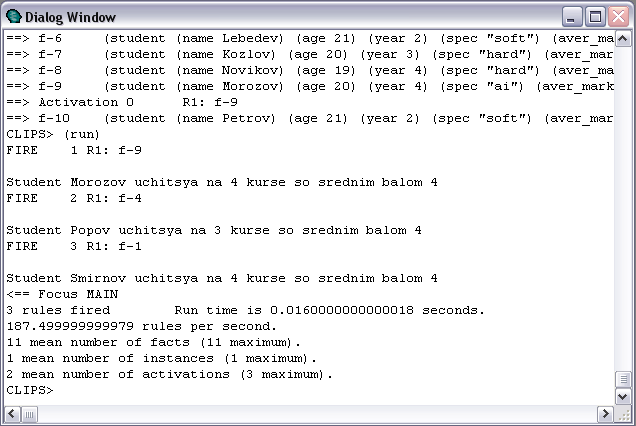 Dialog Window
==> f-6     (student (name Lebedev) (age 21) (year 2) (spec "soft") (aver_ma
==> f-7     (student (name Kozlov) (age 20) (year 3) (spec "hard") (aver_mar
==> f-8     (student (name Novikov) (age 19) (year 4) (spec "hard") (aver_ma
==> f-9     (student (name Morozov) (age 20) (year 4) (spec "ai") (aver_mark
==> Activation 0      R1: f-9
==> f-10    (student (name Petrov) (age 21) (year 2) (spec "soft") (aver_mar
CLIPS> (run)
FIRE    1 R1: f-9
Student Morozov uchitsya na 4 kurse so srednim balom 4
FIRE    2 R1: f-4
Student Popov uchitsya na 3 kurse so srednim balom 4
FIRE    3 R1: f-1
Student Smirnov uchitsya na 4 kurse so srednim balom 4
<== Focus MAIN
3 rules fired        Run time is 0.0160000000000018 seconds.
187.499999999979 rules per second.
11 mean number of facts (11 maximum).
1 mean number of instances (1 maximum).
2 mean number of activations (3 maximum).
CLIPS>